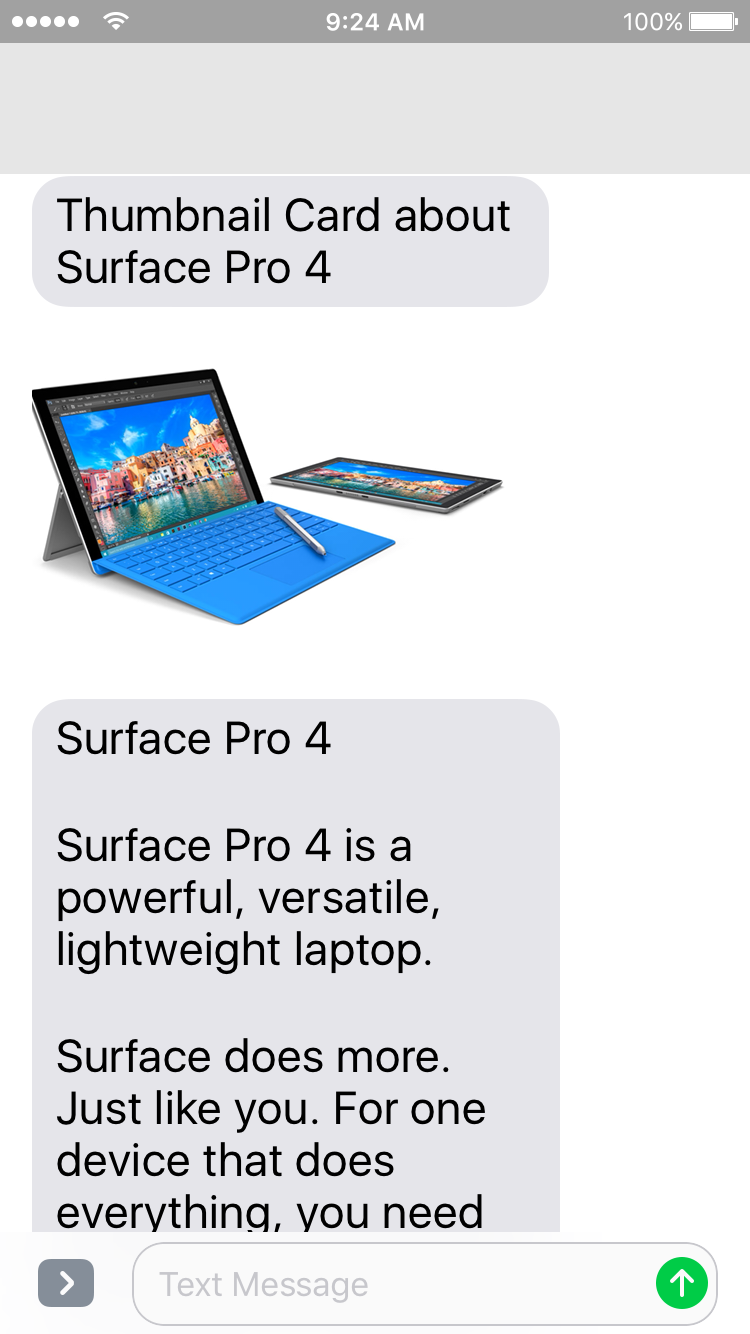 9:24 AM 100%
Thumbnail Card about
Surface Pro 4
Surface Pro 4
Surface Pro 4 is a
powerful, versatile,
lightweight laptop.
Surface does more.
Just like you. For one
device that does
everything, you need
Text Message